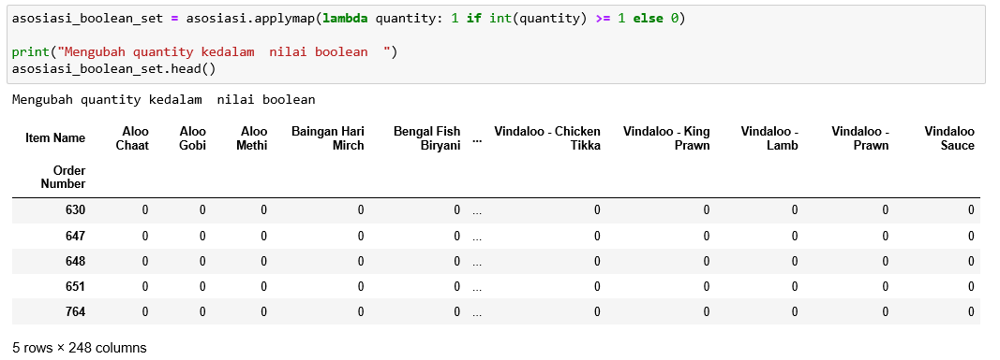 asosiasi_boolean_set = asosiasi.applymap(lambda quantity: 1 if int(quantity) >= 1 else 0)
print("Mengubah quantity kedalam  nilai boolean  ")
asosiasi_boolean_set.head()
Mengubah quantity kedalam  nilai boolean
Item Name Aloo Chaat Aloo Gobi Aloo Methi Baingan Hari Mirch Bengal Fish Biryani ... Vindaloo - Chicken Tikka Vindaloo - King Prawn Vindaloo - Lamb Vindaloo - Prawn Vindaloo Sauce
Order Number
630 0 0 0 0 0 ... 0 0 0 0 0
647 0 0 0 0 0 ... 0 0 0 0 0
648 0 0 0 0 0 ... 0 0 0 0 0
651 0 0 0 0 0 ... 0 0 0 0 0
764 0 0 0 0 0 ... 0 0 0 0 0
5 rows × 248 columns